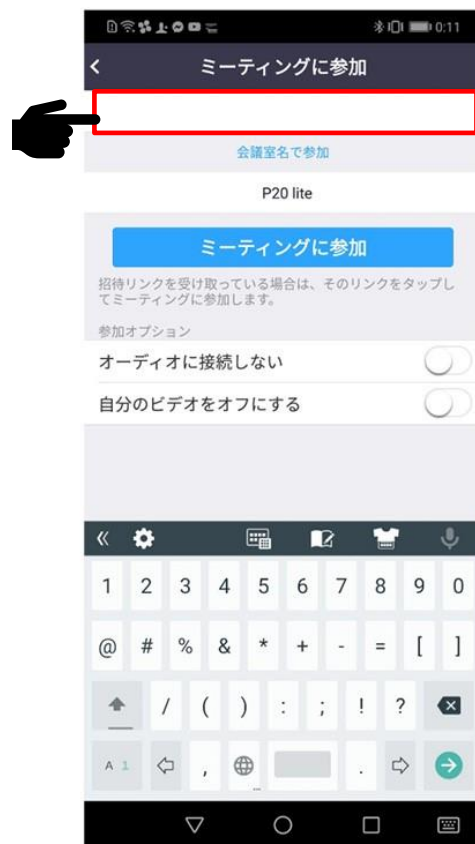 0:11
ミーティングに参加
会議室名で参加
P20 lite
ミーティングに参加
招待リンクを受け取っている場合は、そのリンクをタップし
てミーティングに参加します。
参加オプション
オーディオに接続しない
自分のビデオをオフにする
1 2 3 4 5 6 7 8 9 0
@ # % & * + - = [ ]
/ ( ) : ; ! ?
A 1 , .